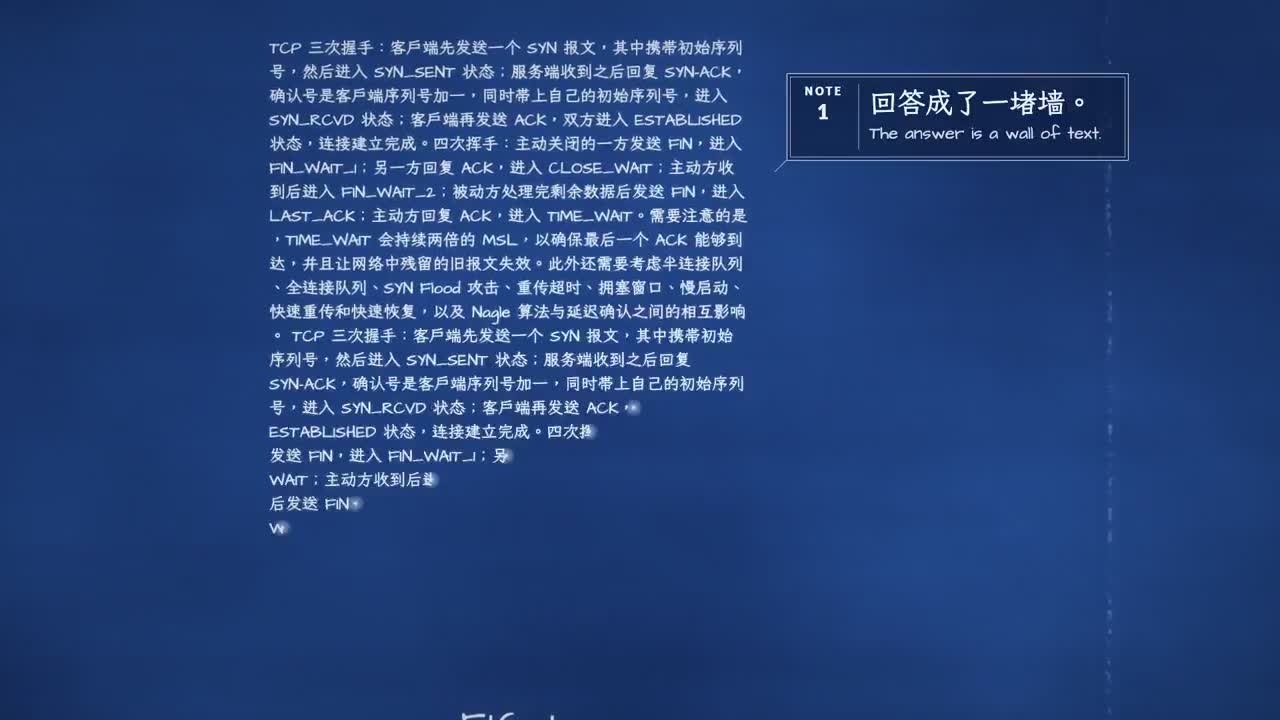 TCP 三次握手：客戶端先发送一个 SYN 报文，其中携带初始序列
号，然后进入 SYN_SENT 状态；服务端收到之后回复 SYN-ACK，
确认号是客戶端序列号加一，同时带上自己的初始序列号，进入
SYN_RCVD 状态；客戶端再发送 ACK，双方进入 ESTABLISHED
状态，连接建立完成。四次挥手：主动关闭的一方发送 FIN，进入
FIN_WAIT_1；另一方回复 ACK，进入 CLOSE_WAIT；主动方收
到后进入 FIN_WAIT_2；被动方处理完剩余数据后发送 FIN，进入
LAST_ACK；主动方回复 ACK，进入 TIME_WAIT。需要注意的是
，TIME_WAIT 会持续两倍的 MSL，以确保最后一个 ACK 能够到
达，并且让网络中残留的旧报文失效。此外还需要考虑半连接队列
、全连接队列、SYN Flood 攻击、重传超时、拥塞窗口、慢启动、
快速重传和快速恢复，以及 Nagle 算法与延迟确认之间的相互影响
。 TCP 三次握手：客戶端先发送一个 SYN 报文，其中携带初始
序列号，然后进入 SYN_SENT 状态；服务端收到之后回复
SYN-ACK，确认号是客戶端序列号加一，同时带上自己的初始序列
号，进入 SYN_RCVD 状态；客戶端再发送 ACK，
ESTABLISHED 状态，连接建立完成。四次
发送 FIN，进入 FIN_WAIT_1；另
WAIT；主动方收到后
后发送 FIN
NOTE
1
回答成了一堵墙。
The answer is a wall of text.